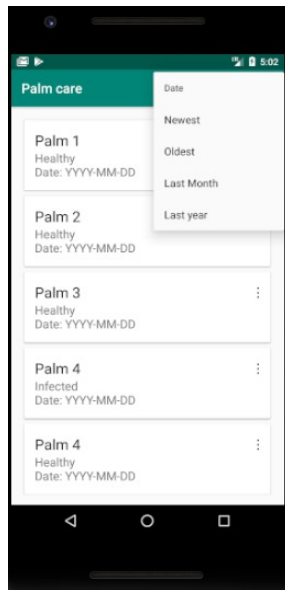 5:02
Palm care
Date
Newest
Oldest
Last Month
Last year
Palm 1
Healthy
Date: YYYY-MM-DD
Palm 2
Healthy
Date: YYYY-MM-DD
Palm 3
Healthy
Date: YYYY-MM-DD
Palm 4
Infected
Date: YYYY-MM-DD
Palm 4
Healthy
Date: YYYY-MM-DD